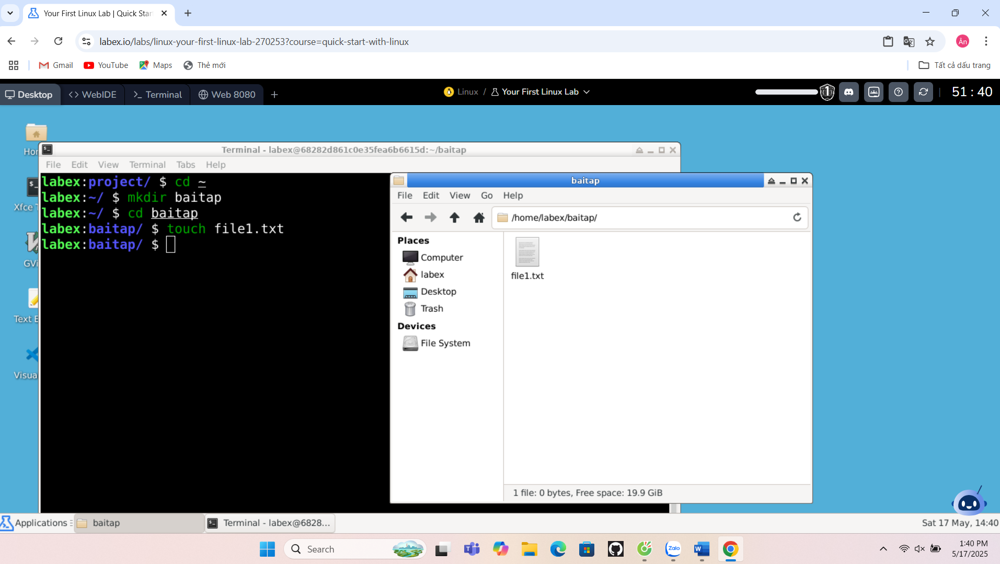 Your First Linux Lab | Quick Star
labex.io/labs/linux-your-first-linux-lab-270253?course=quick-start-with-linux
Ân
Gmail
YouTube
Maps
Thẻ mới
Tất cả dấu trang
Desktop
WebIDE
Terminal
Web 8080
Linux / Your First Linux Lab
1
51 : 40
Hor
Xfce T
GVi
Text E
Visua
Terminal - labex@68282d861c0e35fea6b6615d:~/baitap
File Edit View Terminal Tabs Help
labex:project/ $ cd ~
labex:~/ $ mkdir baitap
labex:~/ $ cd baitap
labex:baitap/ $ touch file1.txt
labex:baitap/ $
baitap
File Edit View Go Help
/home/labex/baitap/
Places
Computer
labex
Desktop
Trash
Devices
File System
file1.txt
1 file: 0 bytes, Free space: 19.9 GiB
Applications
baitap
Terminal - labex@6828...
Sat 17 May, 14:40
Search
Zalo
1:40 PM
5/17/2025